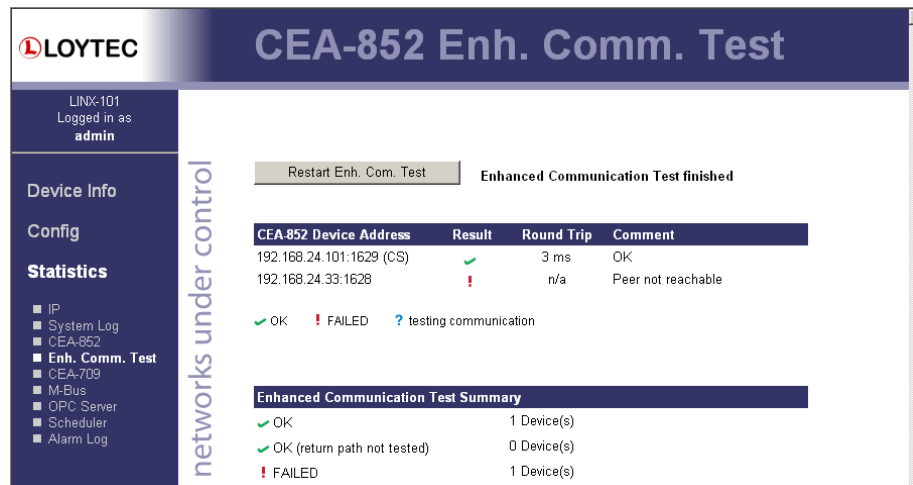 LOYTEC
CEA-852 Enh. Comm. Test
LINX-101
Logged in as
admin
Device Info
Config
Statistics
IP
System Log
CEA-852
Enh. Comm. Test
CEA-709
M-Bus
OPC Server
Scheduler
Alarm Log
networks under control
Restart Enh. Com. Test
Enhanced Communication Test finished
CEA-852 Device Address Result Round Trip Comment
192.168.24.101:1629 (CS) 3 ms OK
192.168.24.33:1628 ! n/a Peer not reachable
OK ! FAILED ? testing communication
Enhanced Communication Test Summary
OK 1 Device(s)
OK (return path not tested) 0 Device(s)
! FAILED 1 Device(s)